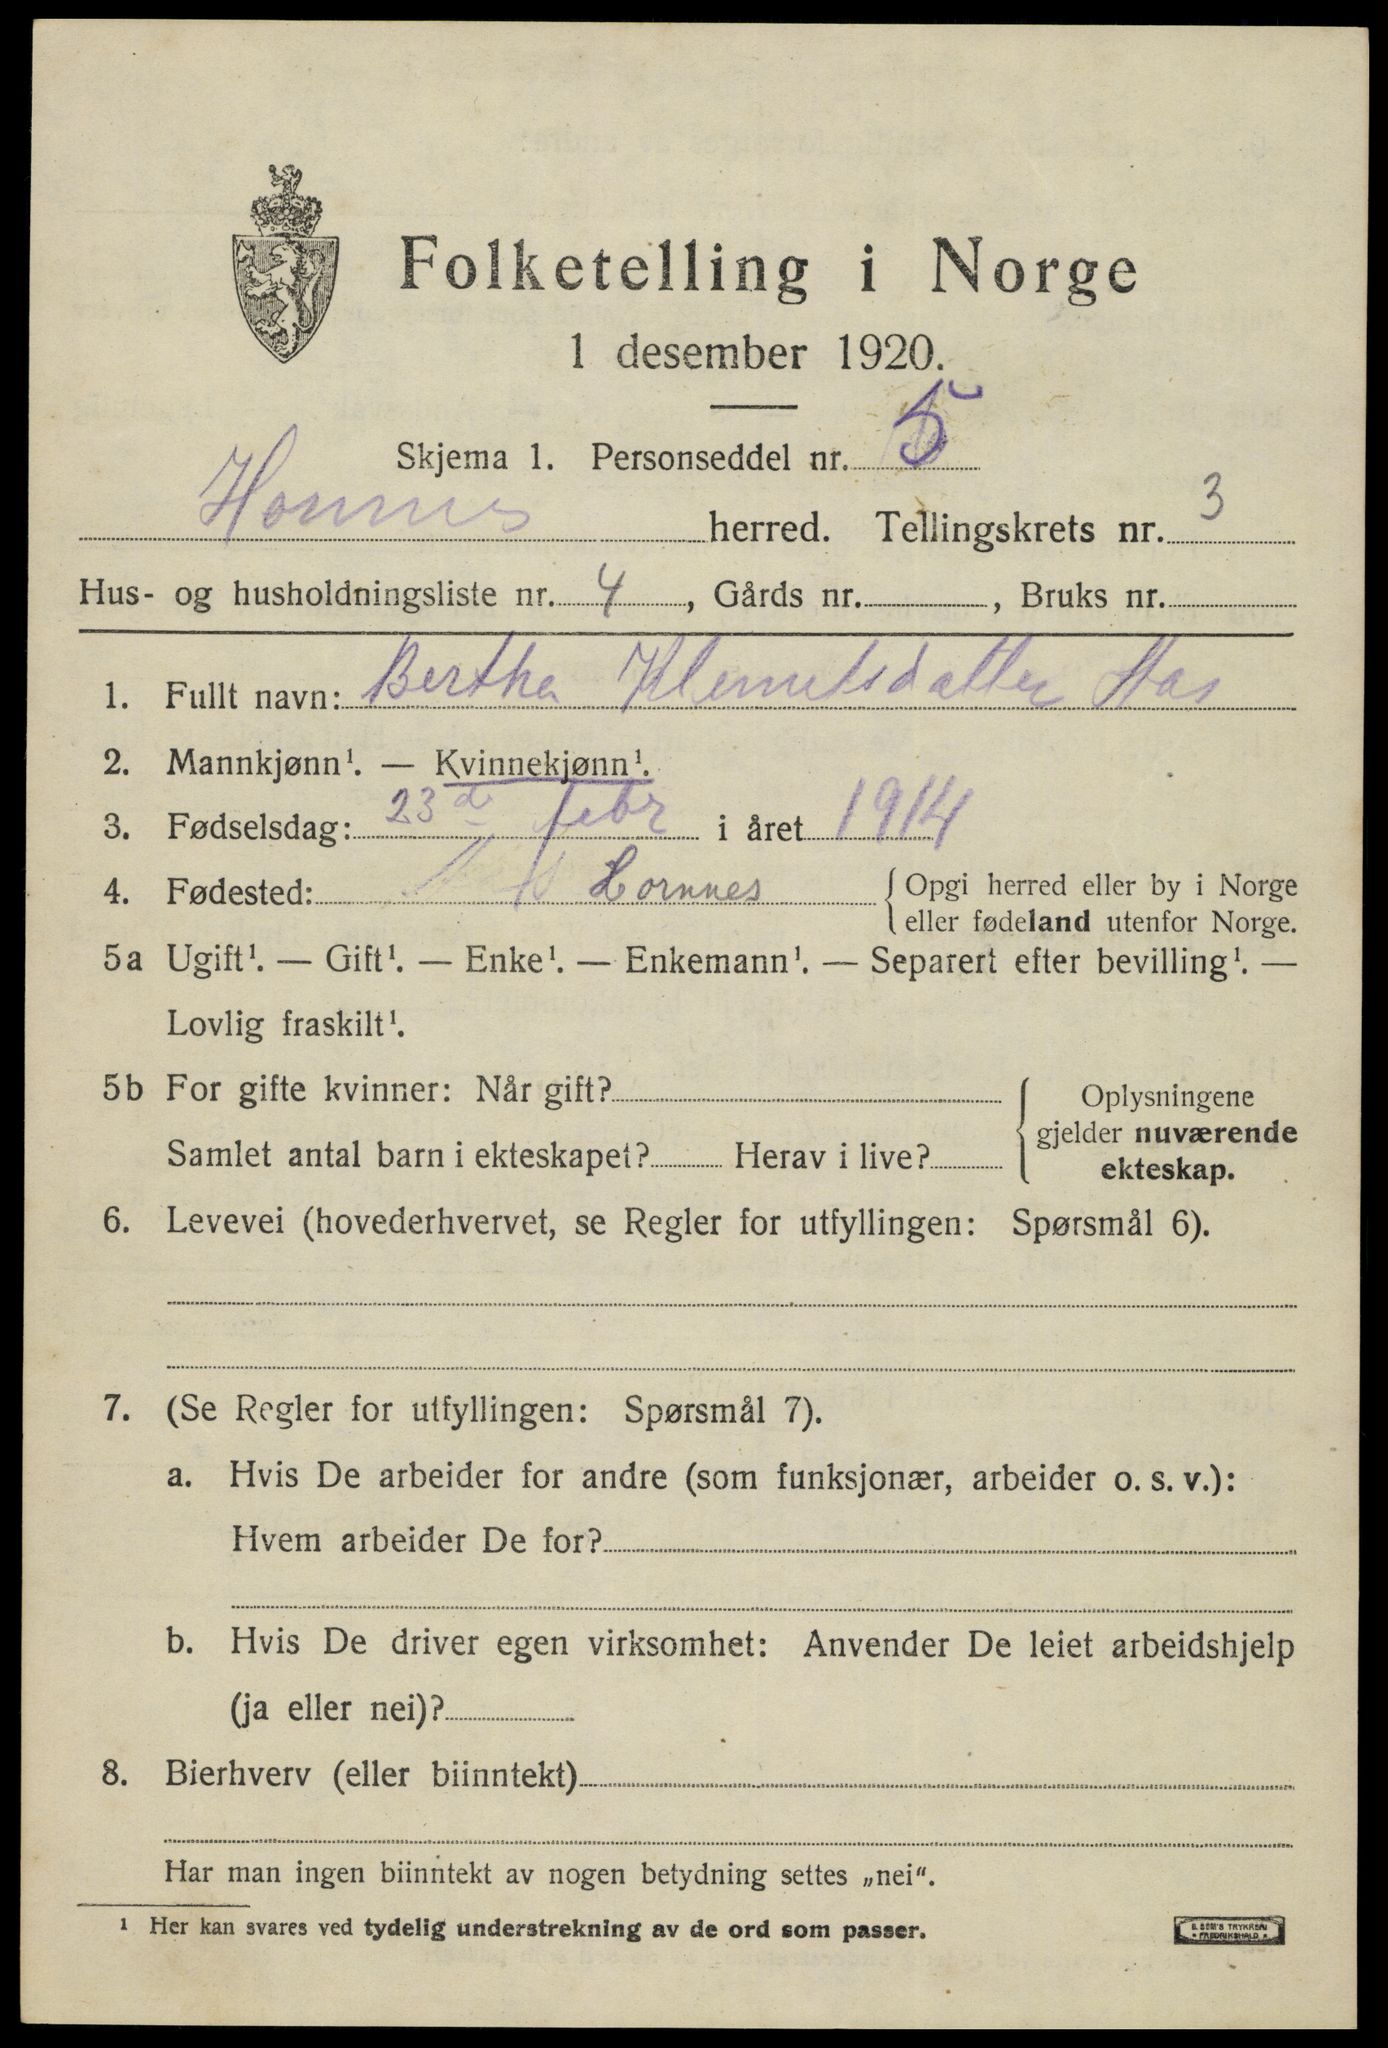 Folketelling i Norge
1 desember 1920.
Skjema 1. Personseddel nr. 5
Hornnes herred. Tellingskrets nr. 3
Hus- og husholdningsliste nr. 4, Gårds nr. , Bruks nr.
1. Fullt navn: Bertha Klemetsdatter
2. Mannkjønn¹. — Kvinnekjønn¹.
3. Fødselsdag: 23de febr i året 1914
4. Fødested: Hornnes { Opgi herred eller by i Norge
eller fødeland utenfor Norge.
5a Ugift¹. — Gift¹. — Enke¹. — Enkemann¹. — Separert efter bevilling¹. —
Lovlig fraskilt¹.
5b For gifte kvinner: Når gift? { Oplysningene
gjelder nuværende
Samlet antal barn i ekteskapet? Herav i live? ekteskap.
6. Levevei (hovederhvervet, se Regler for utfyllingen: Spørsmål 6).
7. (Se Regler for utfyllingen: Spørsmål 7).
a. Hvis De arbeider for andre (som funksjonær, arbeider o. s. v.):
Hvem arbeider De for?
b. Hvis De driver egen virksomhet: Anvender De leiet arbeidshjelp
(ja eller nei)?
8. Bierhverv (eller biinntekt)
Har man ingen biinntekt av nogen betydning settes „nei“.
¹ Her kan svares ved tydelig understrekning av de ord som passer.
E. SEM'S TRYKKERI
• FREDRIKSHALD •